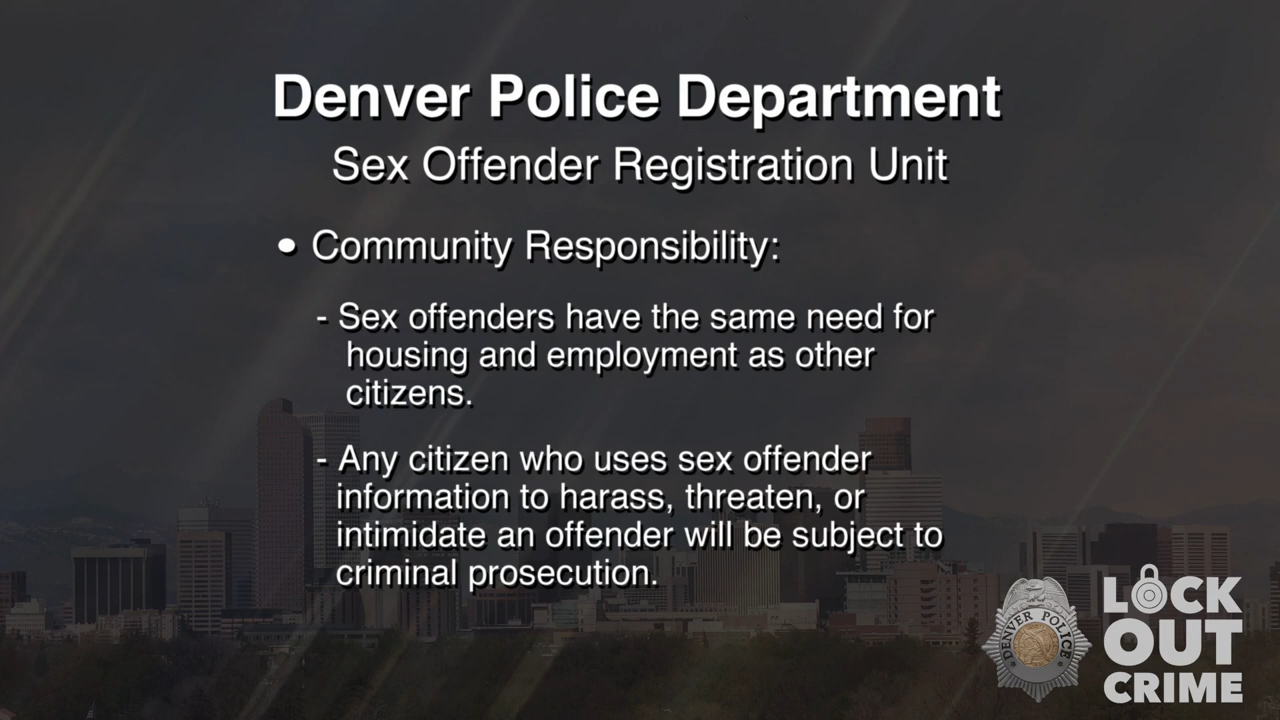 Denver Police Department
Sex Offender Registration Unit
• Community Responsibility:
- Sex offenders have the same need for
housing and employment as other
citizens.
- Any citizen who uses sex offender
information to harass, threaten, or
intimidate an offender will be subject to
criminal prosecution.
DENVER POLICE
LOCK
OUT
CRIME